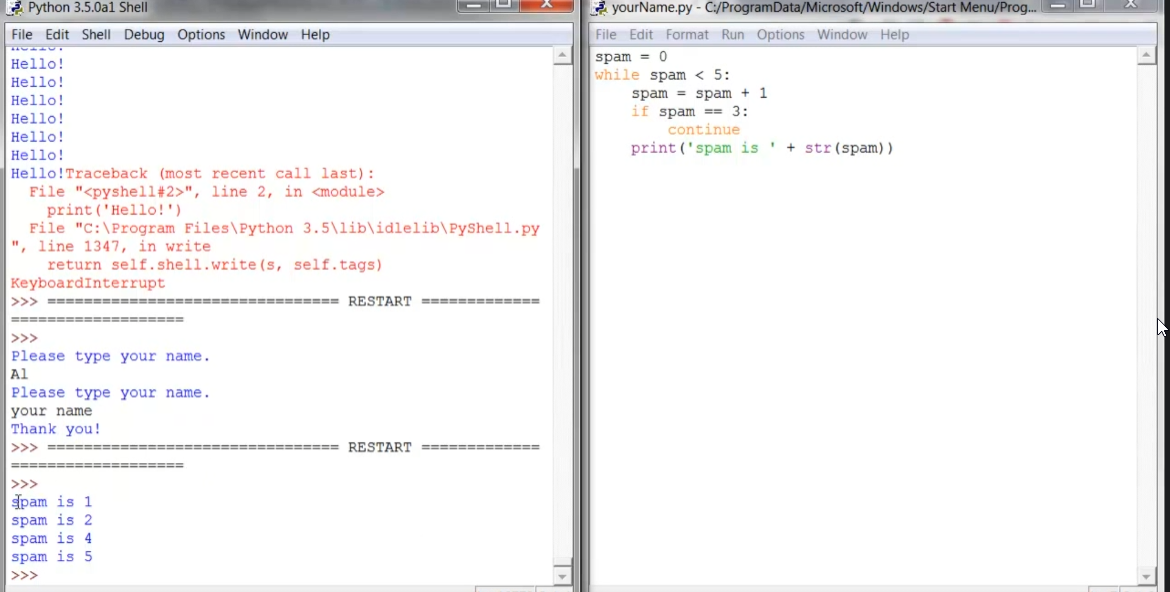 Python 3.5.0a1 Shell
File Edit Shell Debug Options Window Help
Hello!
Hello!
Hello!
Hello!
Hello!
Hello!
Hello!
Hello!Traceback (most recent call last):
  File "<pyshell#2>", line 2, in <module>
    print('Hello!')
  File "C:\Program Files\Python 3.5\lib\idlelib\PyShell.py
", line 1347, in write
    return self.shell.write(s, self.tags)
KeyboardInterrupt
>>> ================================ RESTART =============
===================
>>>
Please type your name.
Al
Please type your name.
your name
Thank you!
>>> ================================ RESTART =============
===================
>>>
spam is 1
spam is 2
spam is 4
spam is 5
>>>
yourName.py - C:/ProgramData/Microsoft/Windows/Start Menu/Prog...
File Edit Format Run Options Window Help
spam = 0
while spam < 5:
    spam = spam + 1
    if spam == 3:
        continue
    print('spam is ' + str(spam))